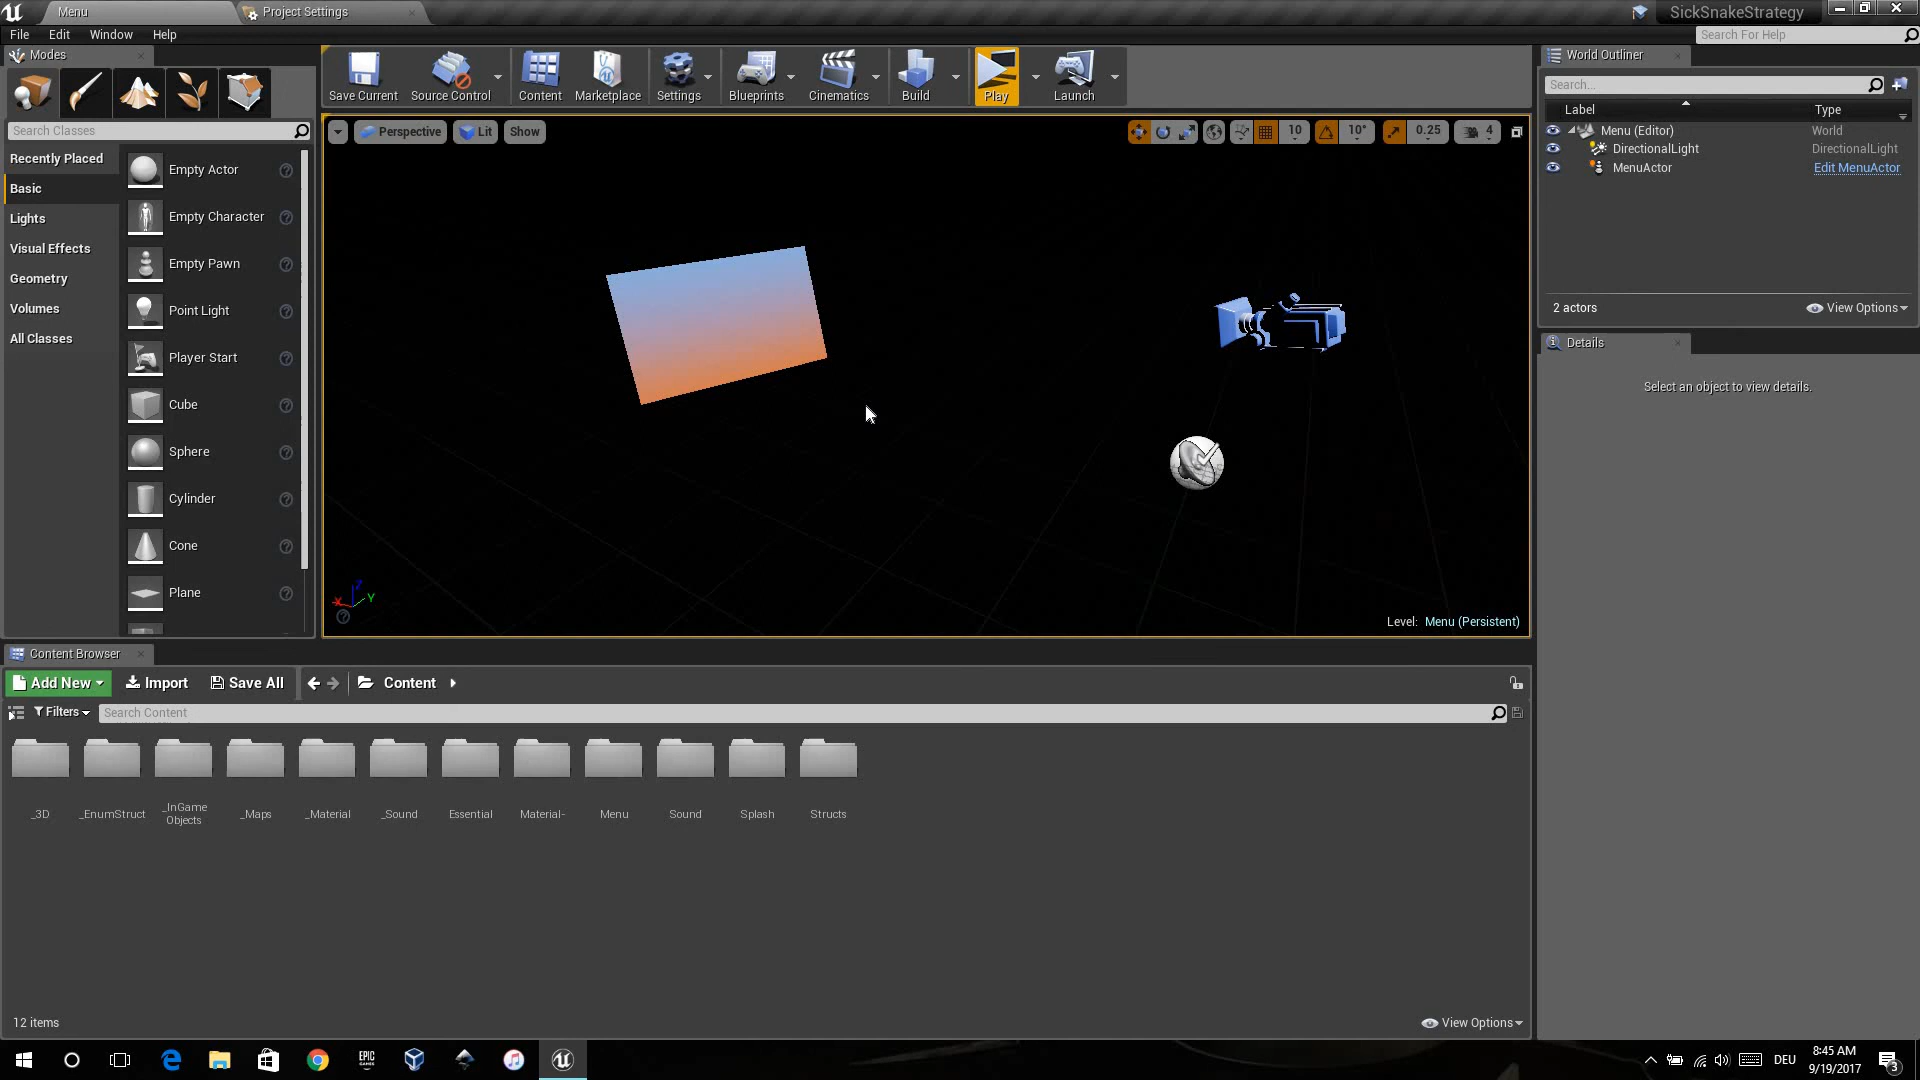 Menu
Project Settings
SickSnakeStrategy
File Edit Window Help
Search For Help
Modes
Search Classes
Recently Placed
Basic
Lights
Visual Effects
Geometry
Volumes
All Classes
Empty Actor
Empty Character
Empty Pawn
Point Light
Player Start
Cube
Sphere
Cylinder
Cone
Plane
Save Current
Source Control
Content
Marketplace
Settings
Blueprints
Cinematics
Build
Play
Launch
Perspective
Lit
Show
10
10°
0.25
4
X
Y
Z
Level: Menu (Persistent)
World Outliner
Search...
Label Type
Menu (Editor) World
DirectionalLight DirectionalLight
MenuActor Edit MenuActor
2 actors
View Options
Details
Select an object to view details.
Content Browser
Add New
Import
Save All
Content
Filters
Search Content
_3D
_EnumStruct
_InGame
Objects
_Maps
_Material
_Sound
Essential
Material-
Menu
Sound
Splash
Structs
12 items
View Options
EPIC
GAMES
DEU
8:45 AM
9/19/2017
3